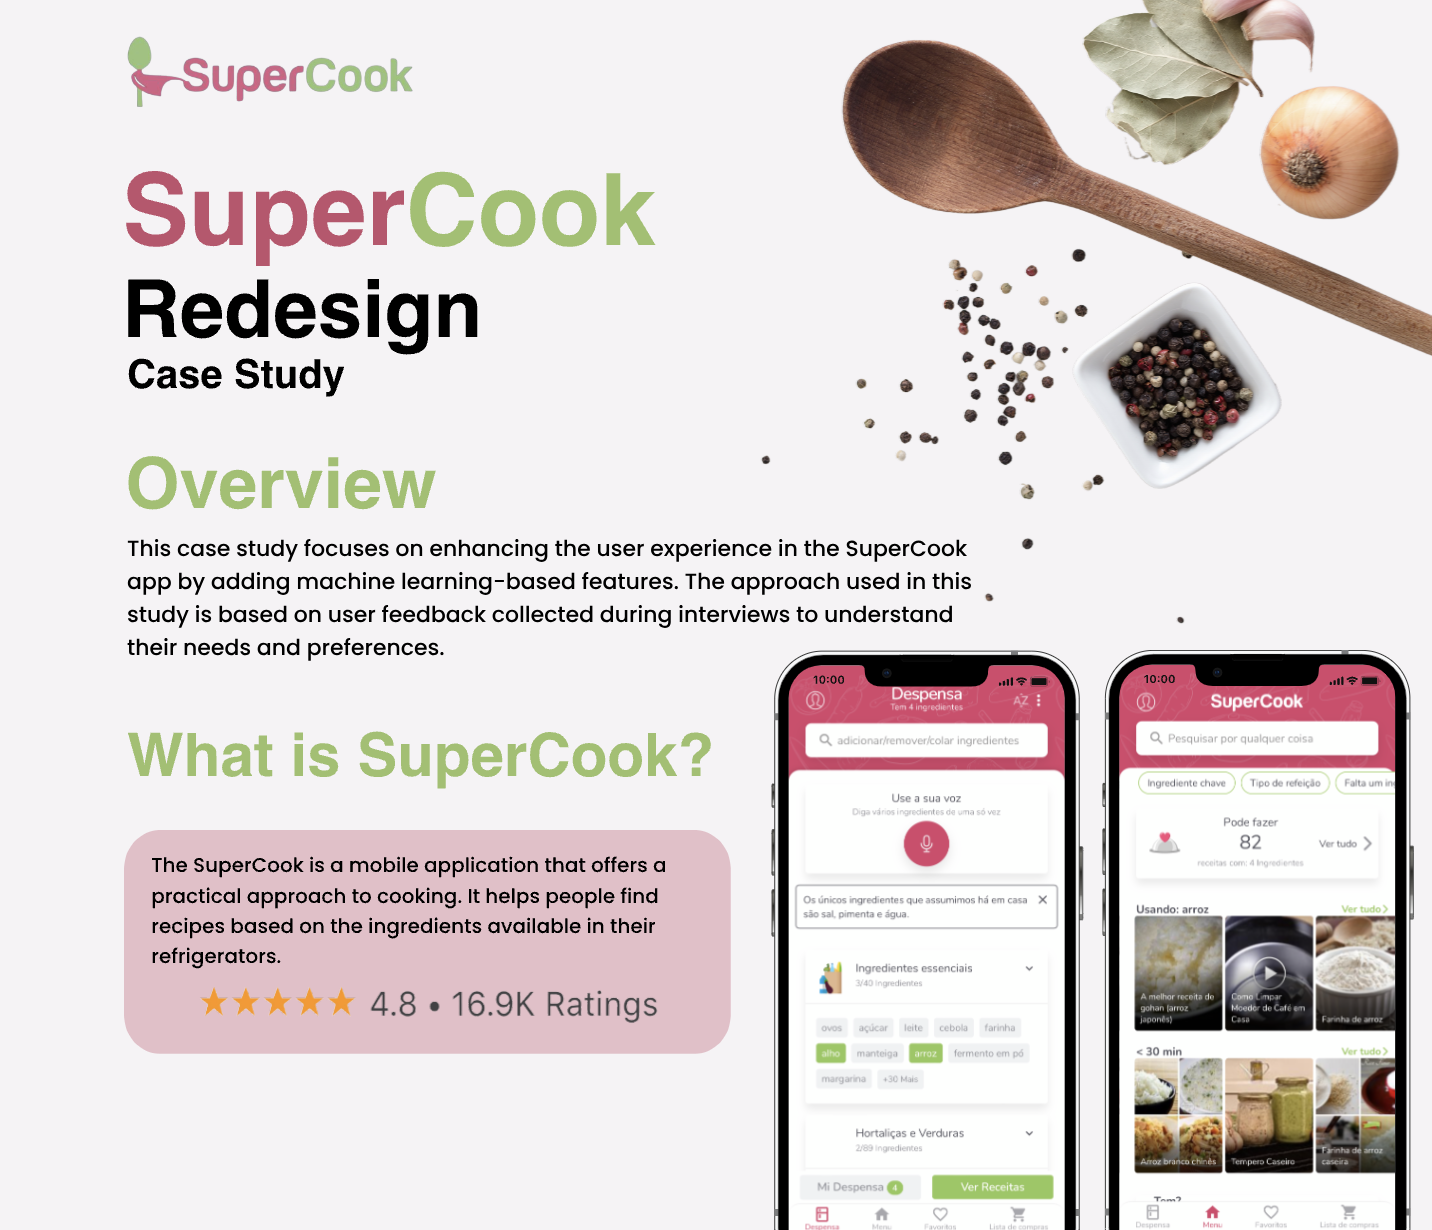 SuperCook
SuperCook
Redesign
Case Study
Overview
This case study focuses on enhancing the user experience in the SuperCook
app by adding machine learning-based features. The approach used in this
study is based on user feedback collected during interviews to understand
their needs and preferences.
What is SuperCook?
The SuperCook is a mobile application that offers a
practical approach to cooking. It helps people find
recipes based on the ingredients available in their
refrigerators.
4.8 • 16.9K Ratings
10:00
Despensa
Tem 4 ingredientes
AZ
adicionar/remover/colar ingredientes
Use a sua voz
Diga vários ingredientes de uma só vez
Os únicos ingredientes que assumimos há em casa
são sal, pimenta e água.
Ingredientes essenciais
3/40 Ingredientes
ovos açúcar leite cebola farinha
alho manteiga arroz fermento em pó
margarina +30 Mais
Hortaliças e Verduras
2/89 Ingredientes
Mi Despensa 4 Ver Receitas
Despensa Menu Favoritos Lista de compras
10:00
SuperCook
Pesquisar por qualquer coisa
Ingrediente chave Tipo de refeição Falta um in
Pode fazer
82
Ver tudo
receitas com: 4 Ingredientes
Usando: arroz Ver tudo
A melhor receita de
gohan (arroz
japonês)
Como Limpar
Moedor de Café em
Casa
Farinha de arroz
< 30 min Ver tudo
Arroz branco chinês
Tempero Caseiro
Farinha de arroz
caseira
Tem?
Despensa Menu Favoritos Lista de compras